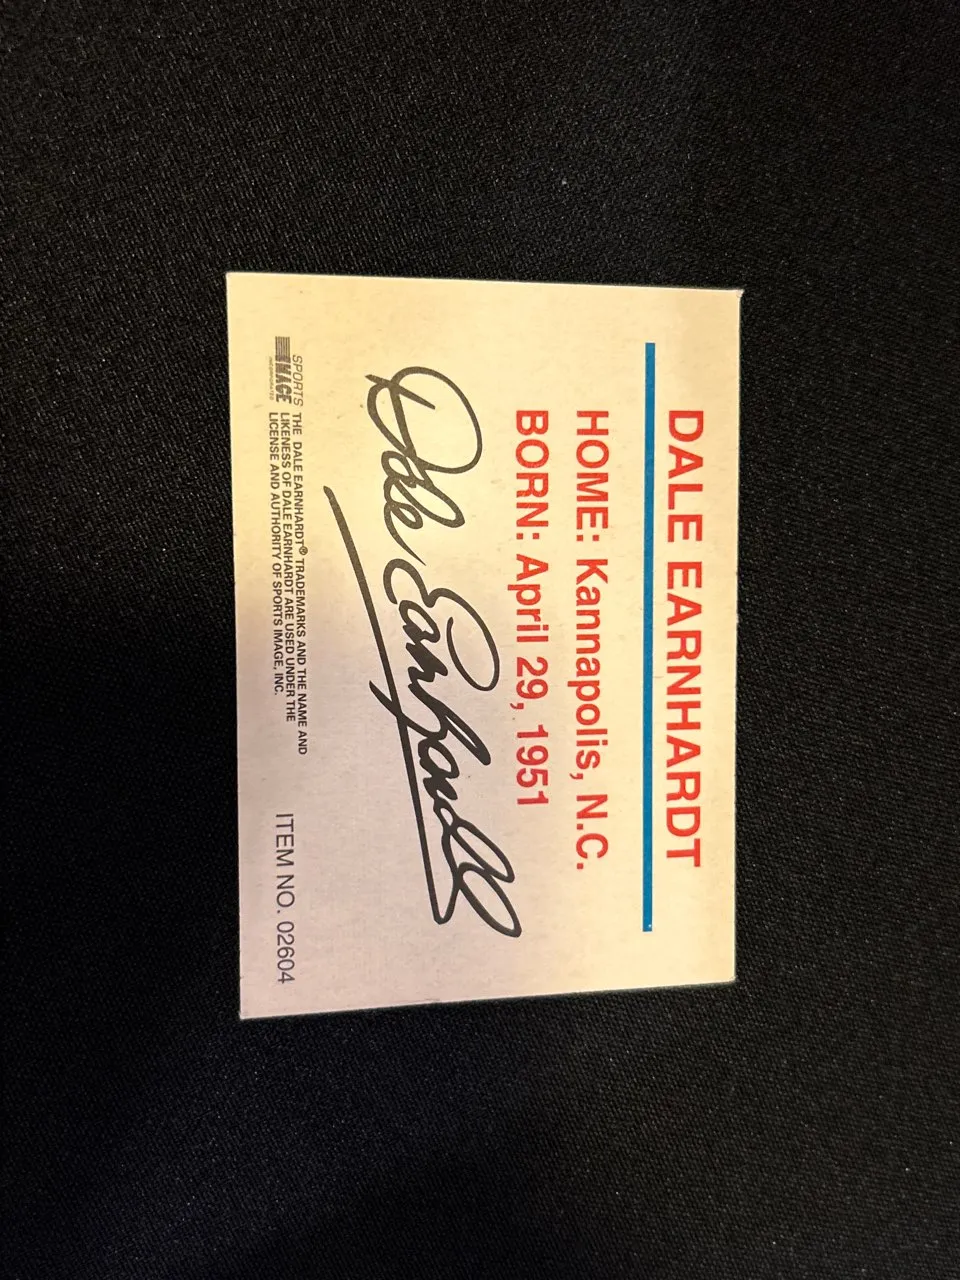 DALE EARNHARDT
HOME: Kannapolis, N.C.
BORN: April 29, 1951
Dale Earnhardt
SPORTS
IMAGE
INCORPORATED
THE DALE EARNHARDT® TRADEMARKS AND THE NAME AND
LIKENESS OF DALE EARNHARDT ARE USED UNDER THE
LICENSE AND AUTHORITY OF SPORTS IMAGE, INC.
ITEM NO. 02604